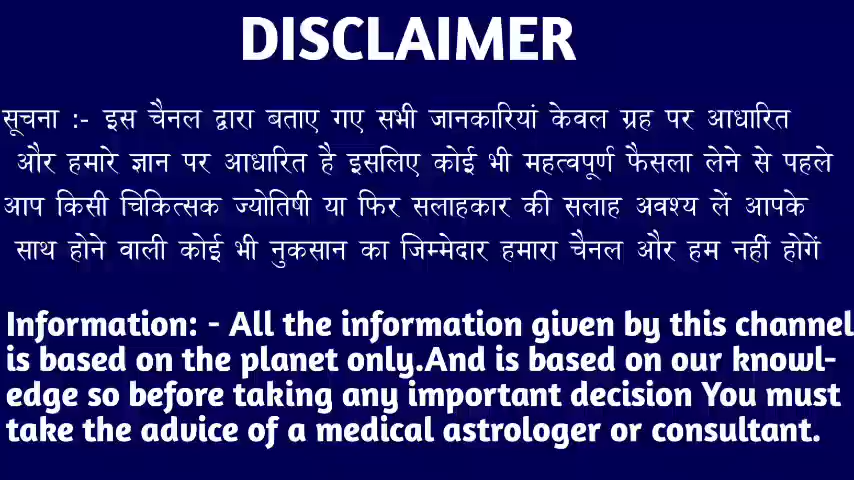 DISCLAIMER
सूचना :- इस चैनल द्वारा बताए गए सभी जानकारियां केवल ग्रह पर आधारित
और हमारे ज्ञान पर आधारित है इसलिए कोई भी महत्वपूर्ण फैसला लेने से पहले
आप किसी चिकित्सक ज्योतिषी या फिर सलाहकार की सलाह अवश्य लें आपके
साथ होने वाली कोई भी नुकसान का जिम्मेदार हमारा चैनल और हम नहीं होगें
Information: - All the information given by this channel
is based on the planet only.And is based on our knowl-
edge so before taking any important decision You must
take the advice of a medical astrologer or consultant.